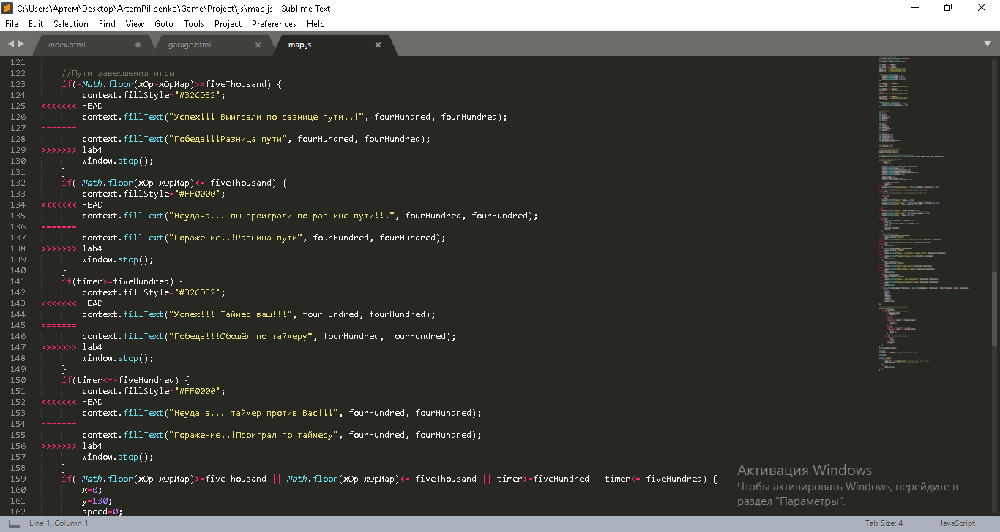 C:\Users\Артем\Desktop\ArtemPilipenko\Game\Project\js\map.js - Sublime Text
File Edit Selection Find View Goto Tools Project Preferences Help
index.html garage.html map.js
121
122 //Пути завершения игры
123 if(-Math.floor(xOp-xOpMap)>=fiveThousand) {
124 context.fillStyle='#32CD32';
125 <<<<<<< HEAD
126 context.fillText("Успех!!! Выиграли по разнице пути!!!", fourHundred, fourHundred);
127 =======
128 context.fillText("Победа!!!Разница пути", fourHundred, fourHundred);
129 >>>>>>> lab4
130 Window.stop();
131 }
132 if(-Math.floor(xOp-xOpMap)<=-fiveThousand) {
133 context.fillStyle='#FF0000';
134 <<<<<<< HEAD
135 context.fillText("Неудача... вы проиграли по разнице пути!!!", fourHundred, fourHundred);
136 =======
137 context.fillText("Поражение!!!Разница пути", fourHundred, fourHundred);
138 >>>>>>> lab4
139 Window.stop();
140 }
141 if(timer>=fiveHundred) {
142 context.fillStyle='#32CD32';
143 <<<<<<< HEAD
144 context.fillText("Успех!!! Таймер ваш!!!", fourHundred, fourHundred);
145 =======
146 context.fillText("Победа!!!Обошёл по таймеру", fourHundred, fourHundred);
147 >>>>>>> lab4
148 Window.stop();
149 }
150 if(timer<=-fiveHundred) {
151 context.fillStyle='#FF0000';
152 <<<<<<< HEAD
153 context.fillText("Неудача... таймер против Вас!!!", fourHundred, fourHundred);
154 =======
155 context.fillText("Поражение!!!Проиграл по таймеру", fourHundred, fourHundred);
156 >>>>>>> lab4
157 Window.stop();
158 }
159 if(-Math.floor(xOp-xOpMap)>=fiveThousand ||-Math.floor(xOp-xOpMap)<=-fiveThousand || timer>=fiveHundred ||timer<=-fiveHundred) {
160 x=0;
161 y=130;
162 speed=0;
Активация Windows
Чтобы активировать Windows, перейдите в
раздел "Параметры".
Line 1, Column 1 Tab Size: 4 JavaScript